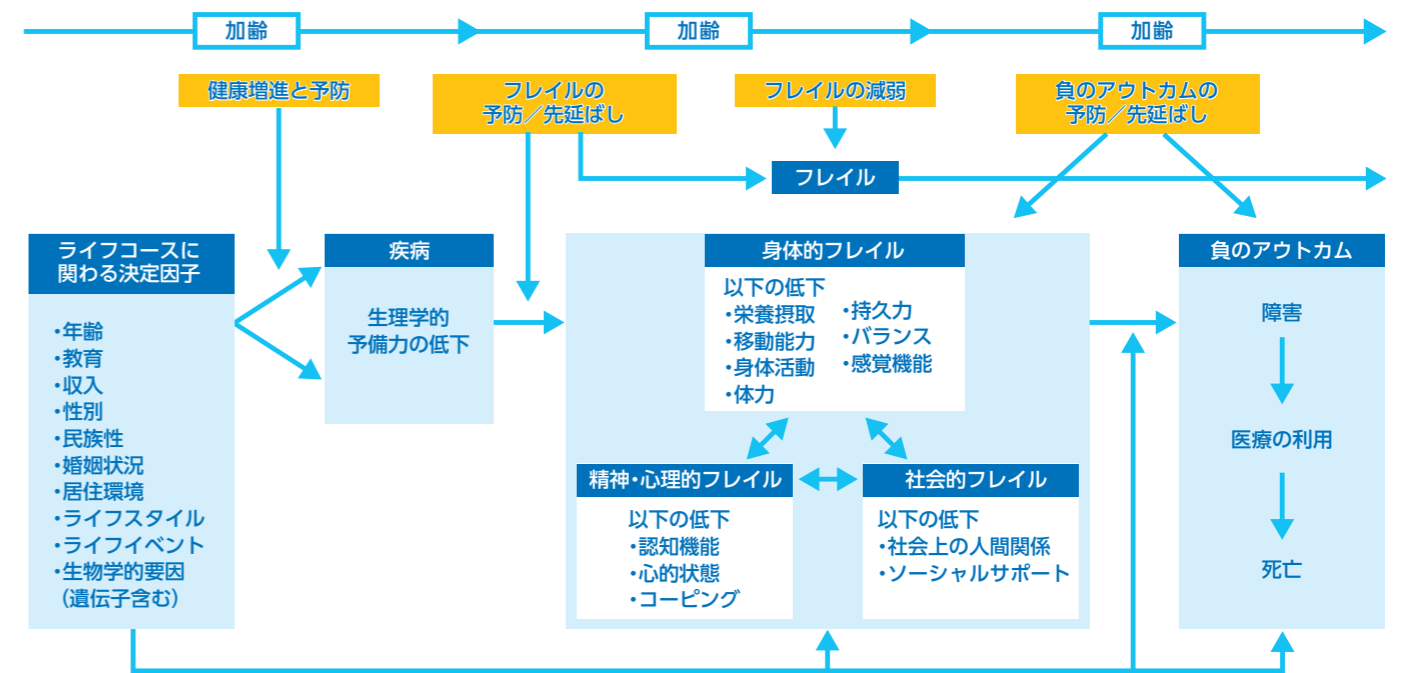 加齢
加齢
加齢
健康増進と予防
フレイルの
予防／先延ばし
フレイルの減弱
負のアウトカムの
予防／先延ばし
フレイル
ライフコースに
関わる決定因子
・年齢
・教育
・収入
・性別
・民族性
・婚姻状況
・居住環境
・ライフスタイル
・ライフイベント
・生物学的要因
（遺伝子含む）
疾病
生理学的
予備力の低下
身体的フレイル
以下の低下
・栄養摂取
・移動能力
・身体活動
・体力
・持久力
・バランス
・感覚機能
精神・心理的フレイル
以下の低下
・認知機能
・心的状態
・コーピング
社会的フレイル
以下の低下
・社会上の人間関係
・ソーシャルサポート
負のアウトカム
障害
医療の利用
死亡